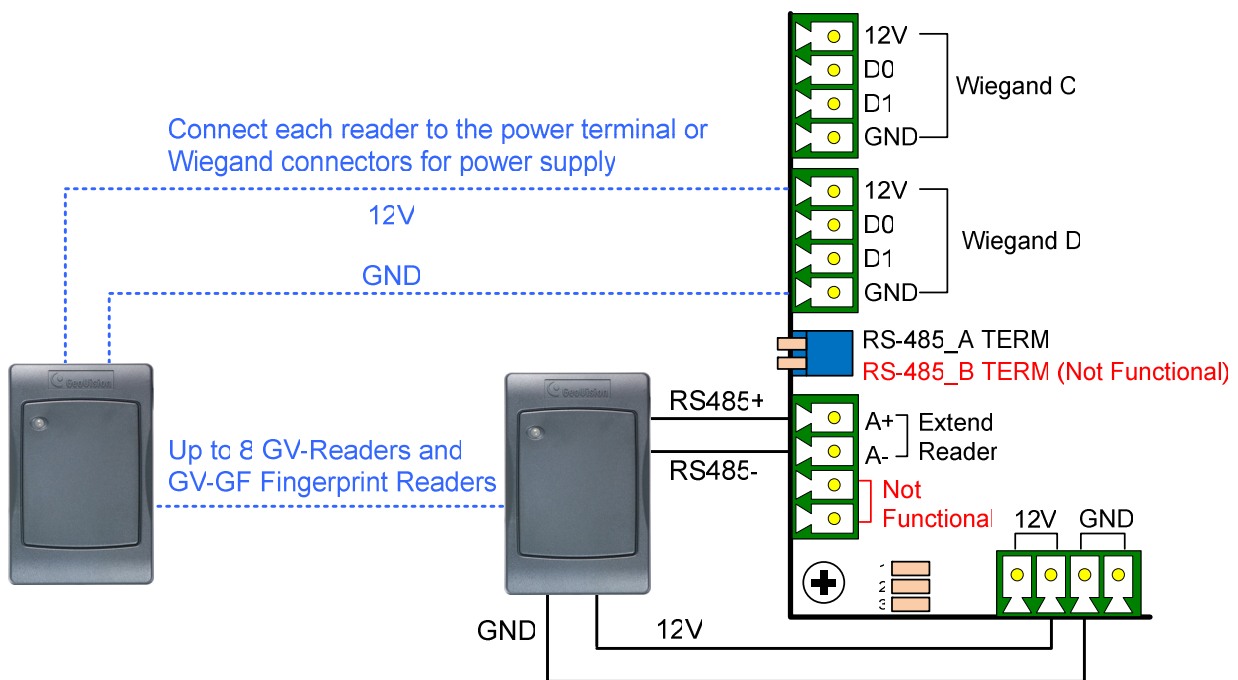 12V
D0
D1
GND
Wiegand C
Connect each reader to the power terminal or
Wiegand connectors for power supply
12V
GND
12V
D0
D1
GND
Wiegand D
RS-485_A TERM
RS-485_B TERM (Not Functional)
GeoVision
GeoVision
RS485+
RS485-
A+
A-
Extend
Reader
Not
Functional
Up to 8 GV-Readers and
GV-GF Fingerprint Readers
12V
GND
1
2
3
GND
12V